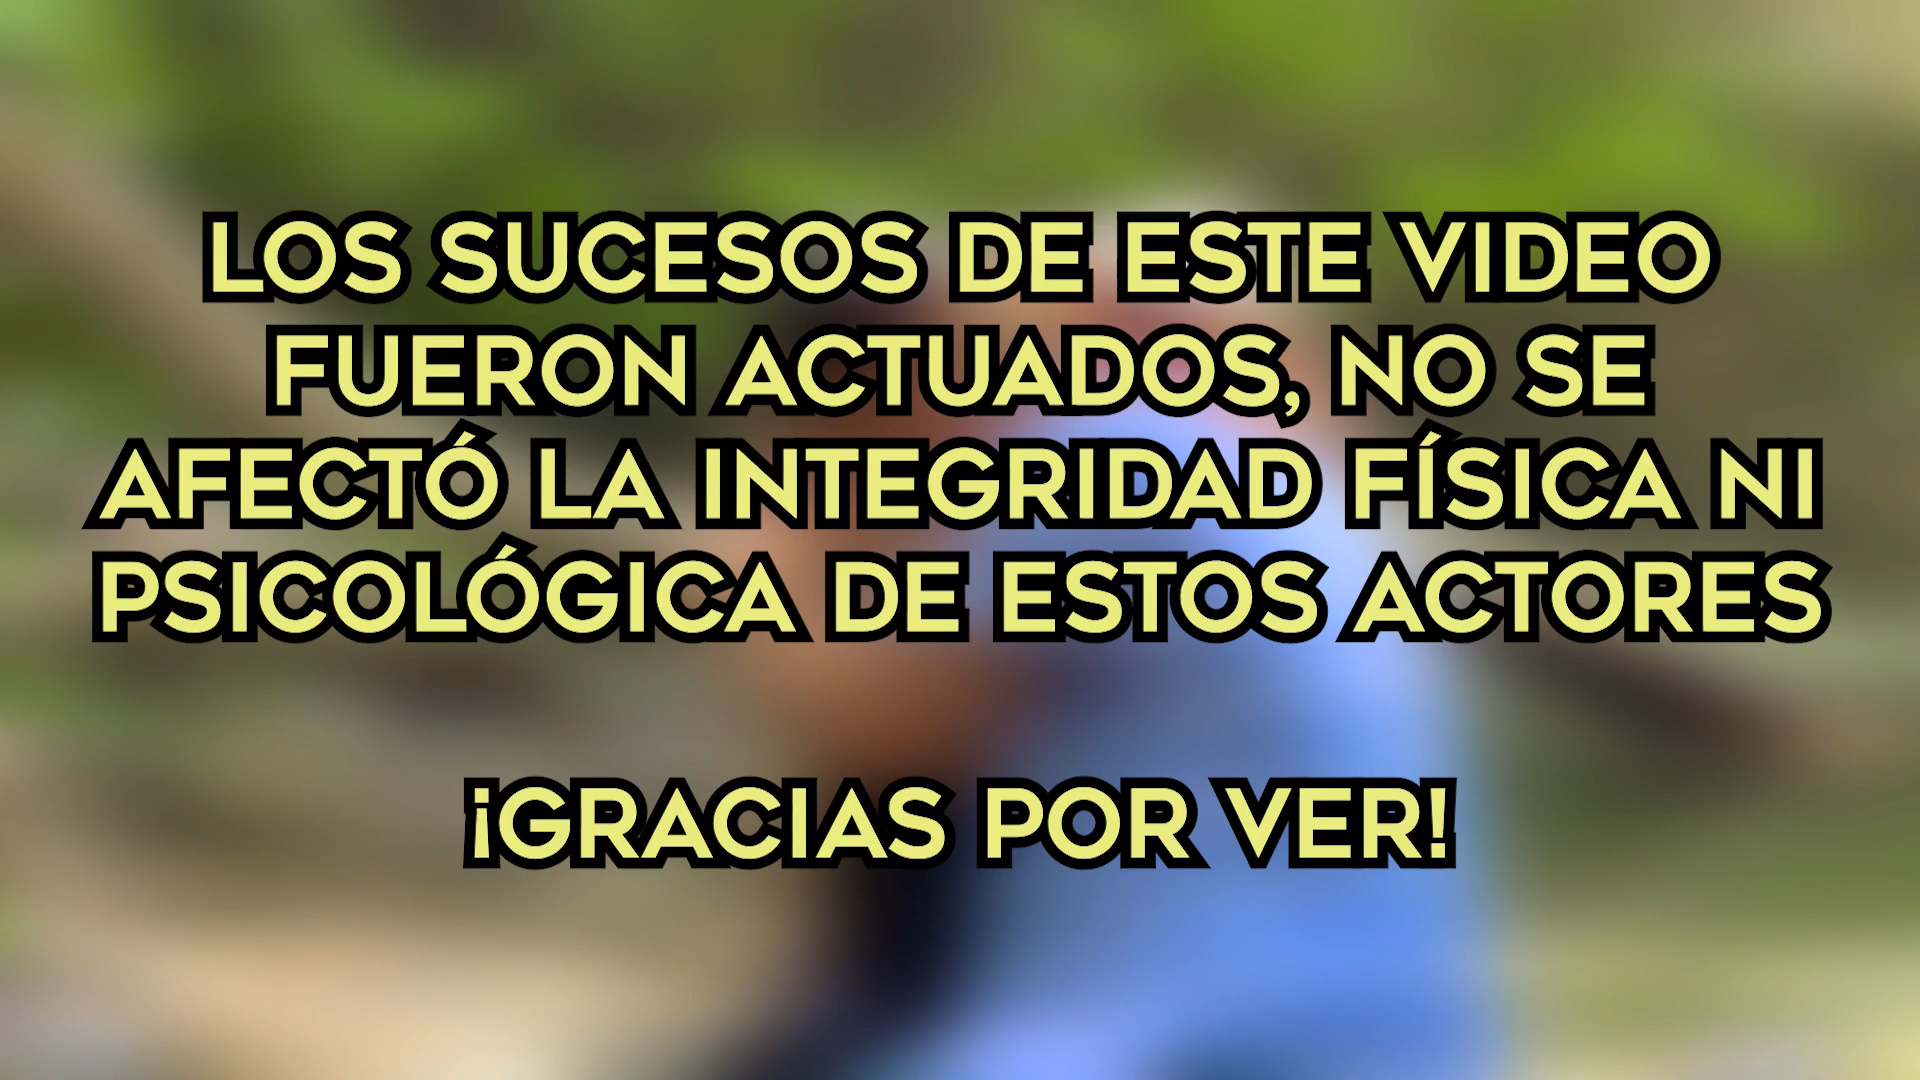 LOS SUCESOS DE ESTE VIDEO
FUERON ACTUADOS, NO SE
AFECTÓ LA INTEGRIDAD FÍSICA NI
PSICOLÓGICA DE ESTOS ACTORES
¡GRACIAS POR VER!